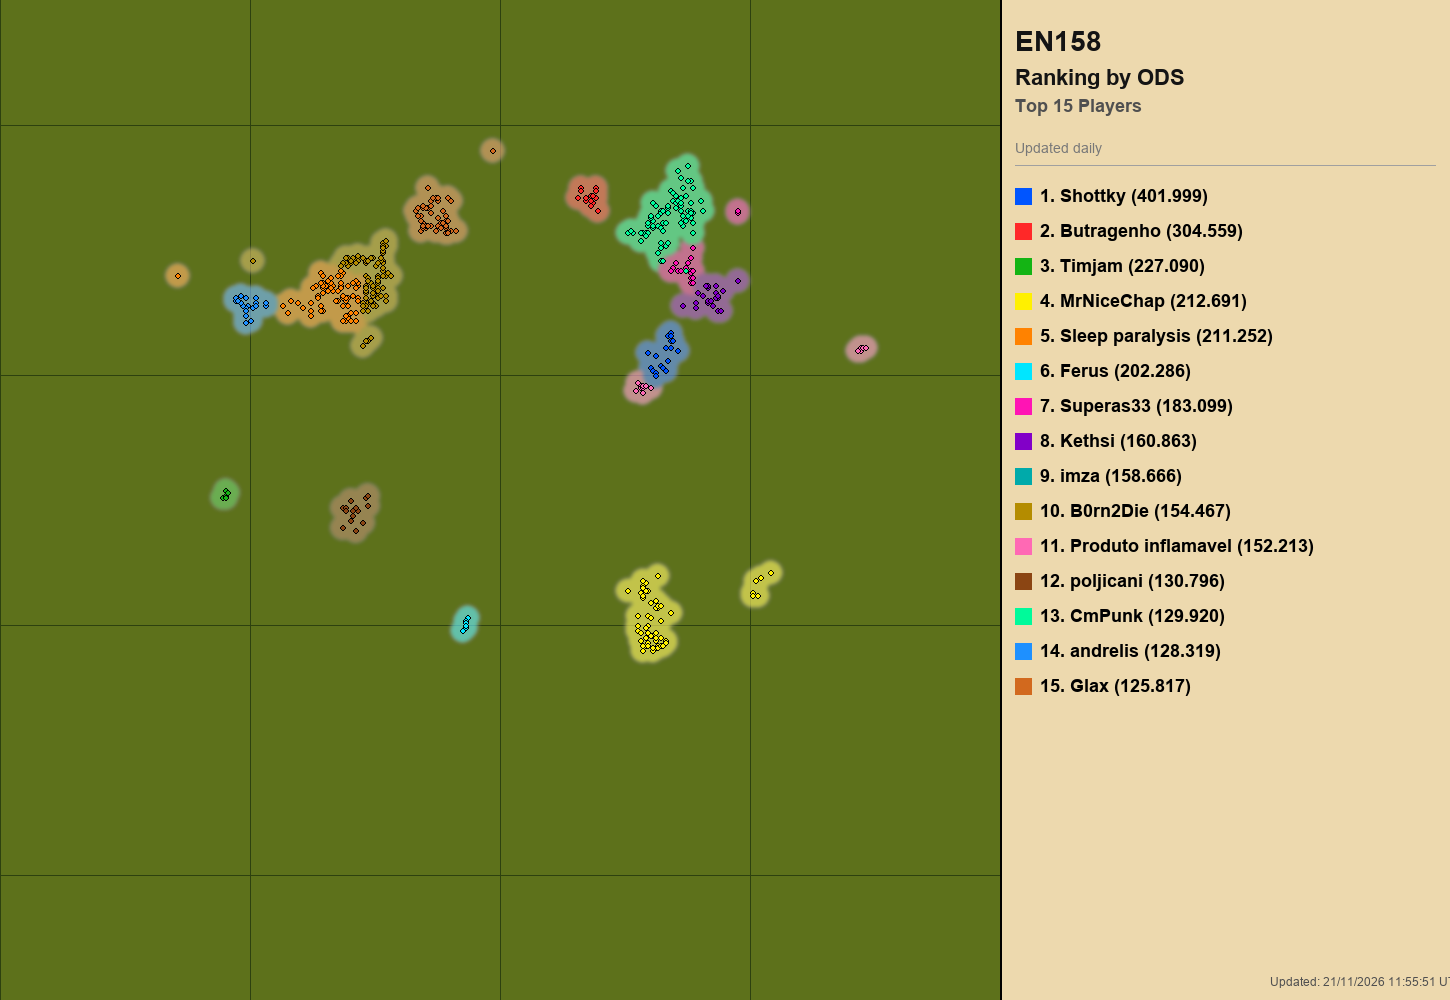 EN158
Ranking by ODS
Top 15 Players
Updated daily
1. Shottky (401.999)
2. Butragenho (304.559)
3. Timjam (227.090)
4. MrNiceChap (212.691)
5. Sleep paralysis (211.252)
6. Ferus (202.286)
7. Superas33 (183.099)
8. Kethsi (160.863)
9. imza (158.666)
10. B0rn2Die (154.467)
11. Produto inflamavel (152.213)
12. poljicani (130.796)
13. CmPunk (129.920)
14. andrelis (128.319)
15. Glax (125.817)
Updated: 21/11/2026 11:55:51 U